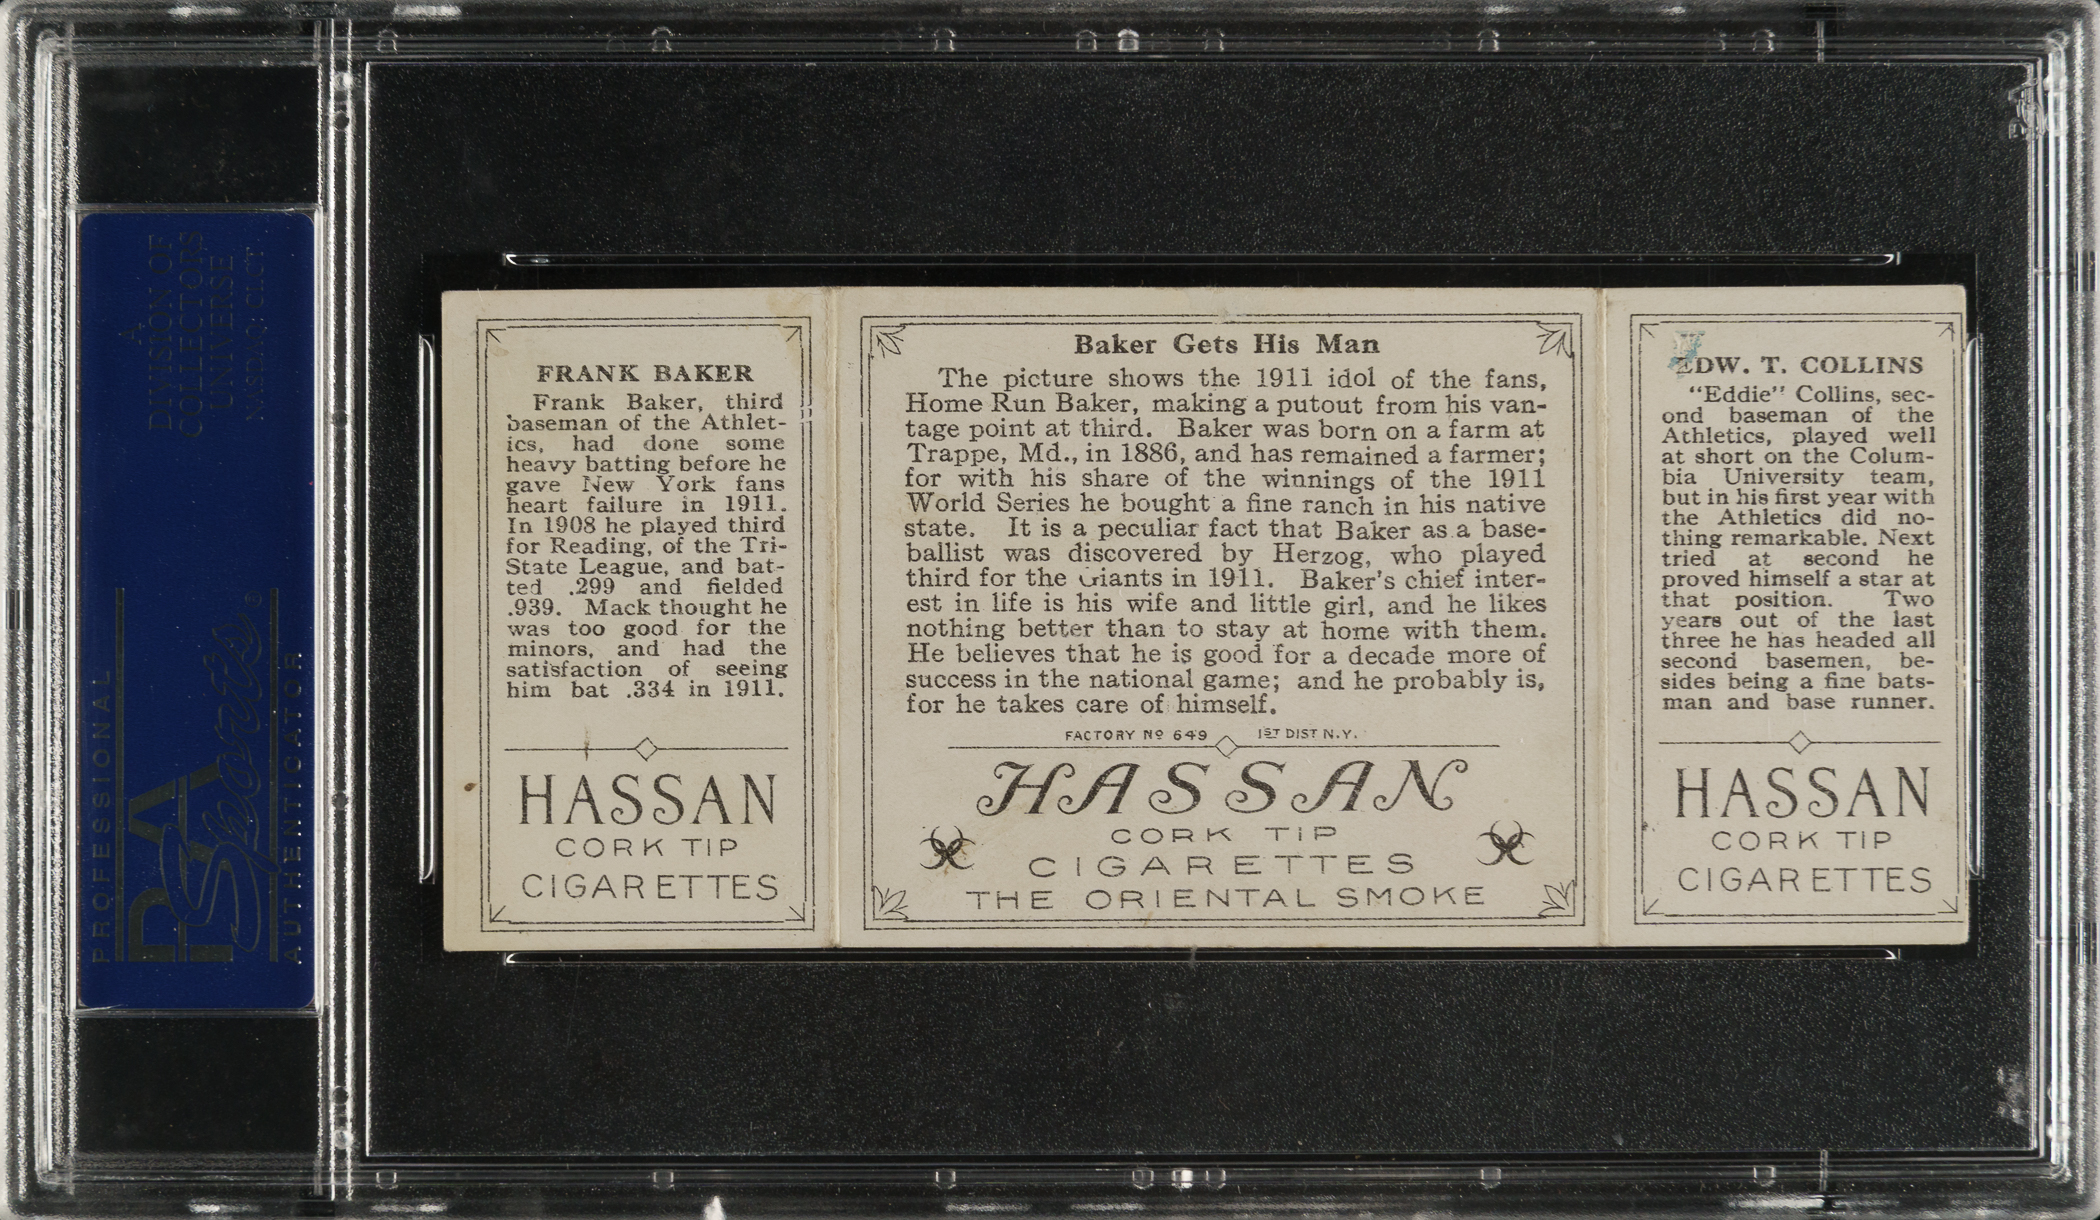 A
DIVISION OF
COLLECTORS
UNIVERSE
NASDAQ: CLCT
PROFESSIONAL
PSA
Sports®
AUTHENTICATOR
FRANK BAKER
Frank Baker, third
baseman of the Athlet-
ics, had done some
heavy batting before he
gave New York fans
heart failure in 1911.
In 1908 he played third
for Reading, of the Tri-
State League, and bat-
ted .299 and fielded
.939. Mack thought he
was too good for the
minors, and had the
satisfaction of seeing
him bat .334 in 1911.
HASSAN
CORK TIP
CIGARETTES
Baker Gets His Man
The picture shows the 1911 idol of the fans,
Home Run Baker, making a putout from his van-
tage point at third. Baker was born on a farm at
Trappe, Md., in 1886, and has remained a farmer;
for with his share of the winnings of the 1911
World Series he bought a fine ranch in his native
state. It is a peculiar fact that Baker as a base-
ballist was discovered by Herzog, who played
third for the Giants in 1911. Baker's chief inter-
est in life is his wife and little girl, and he likes
nothing better than to stay at home with them.
He believes that he is good for a decade more of
success in the national game; and he probably is,
for he takes care of himself.
FACTORY Nº 649 1ST DIST N.Y.
HASSAN
CORK TIP
CIGARETTES
THE ORIENTAL SMOKE
EDW. T. COLLINS
"Eddie" Collins, sec-
ond baseman of the
Athletics, played well
at short on the Colum-
bia University team,
but in his first year with
the Athletics did no-
thing remarkable. Next
tried at second he
proved himself a star at
that position. Two
years out of the last
three he has headed all
second basemen, be-
sides being a fine bats-
man and base runner.
HASSAN
CORK TIP
CIGARETTES
PSA